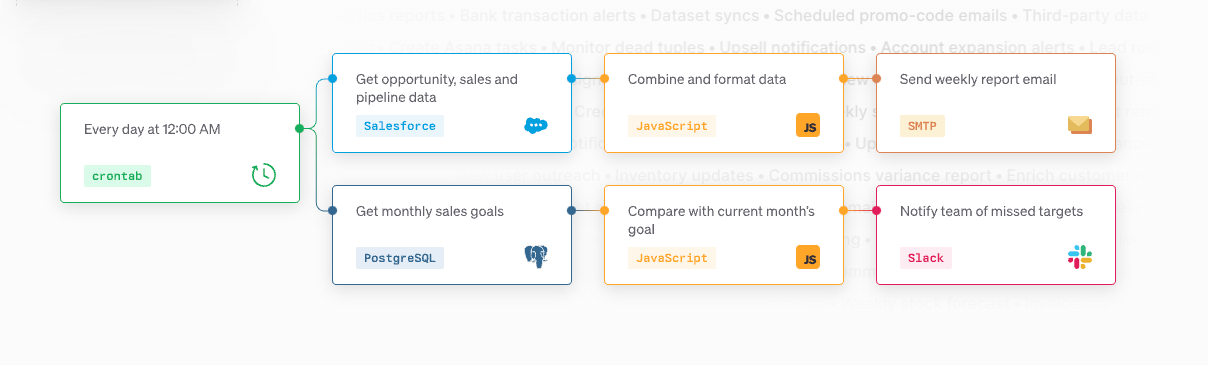 reports • Bank transaction alerts • Dataset syncs • Scheduled promo-code emails • Third-party data
Create Asana tasks • Monitor dead tuples • Upsell notifications • Account expansion alerts • Lead
Every day at 12:00 AM
crontab
Get opportunity, sales and
pipeline data
Salesforce
Combine and format data
JavaScript
JS
Send weekly report email
SMTP
• Up
outreach • Inventory updates • Commissions variance report • Enrich
Get monthly sales goals
PostgreSQL
Compare with current month's
goal
JavaScript
JS
Notify team of missed targets
Slack